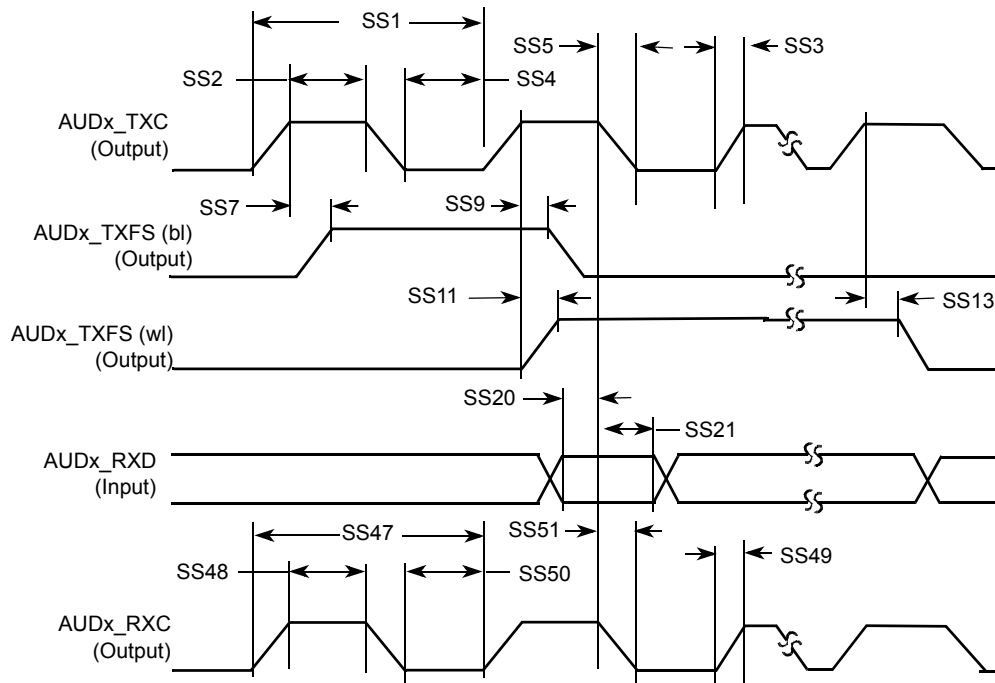 SS1
SS5
SS3
SS2
SS4
AUDx_TXC
(Output)
SS7
SS9
AUDx_TXFS (bl)
(Output)
SS11
SS13
AUDx_TXFS (wl)
(Output)
SS20
SS21
AUDx_RXD
(Input)
SS47
SS51
SS49
SS48
SS50
AUDx_RXC
(Output)